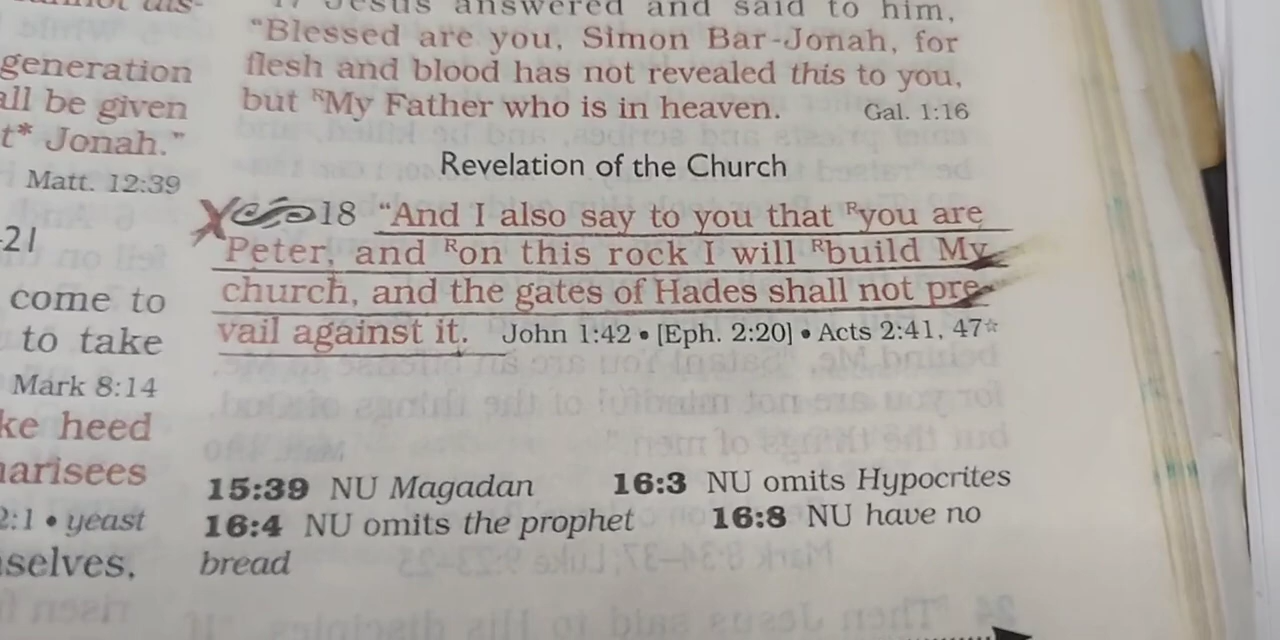 generation
all be given
t* Jonah.”
Matt. 12:39
-21
come to
to take
Mark 8:14
ke heed
harisees
2:1 • yeast
selves,
17 Jesus answered and said to him,
“Blessed are you, Simon Bar-Jonah, for
flesh and blood has not revealed this to you,
but ᴿMy Father who is in heaven. Gal. 1:16
Revelation of the Church
18 “And I also say to you that ᴿyou are
Peter, and ᴿon this rock I will ᴿbuild My
church, and the gates of Hades shall not pre-
vail against it. John 1:42 • [Eph. 2:20] • Acts 2:41, 47☆
15:39 NU Magadan 16:3 NU omits Hypocrites
16:4 NU omits the prophet 16:8 NU have no
bread